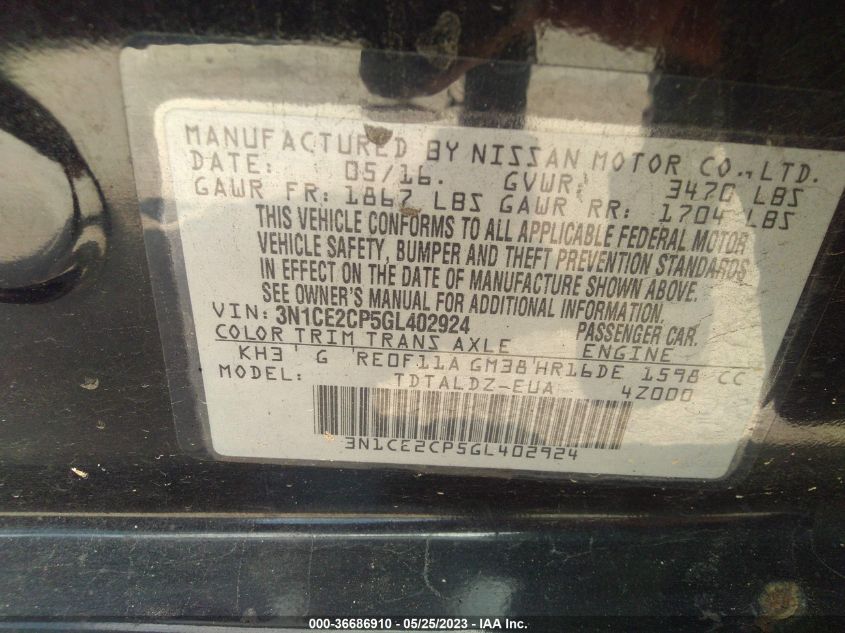 MANUFACTURED BY NISSAN MOTOR CO., LTD.
DATE: 05/16. GVWR: 3470 LBS
GAWR FR: 1867 LBS GAWR RR: 1704 LBS
THIS VEHICLE CONFORMS TO ALL APPLICABLE FEDERAL MOTOR
VEHICLE SAFETY, BUMPER AND THEFT PREVENTION STANDARDS
IN EFFECT ON THE DATE OF MANUFACTURE SHOWN ABOVE.
SEE OWNER'S MANUAL FOR ADDITIONAL INFORMATION.
VIN: 3N1CE2CP5GL402924 PASSENGER CAR.
COLOR TRIM TRANS AXLE ENGINE
KH3 G RE0F11A GM38 HR16DE 1598 CC
MODEL: TDTALDZ-EUA 4Z000
3N1CE2CP5GL402924
000-36686910 - 05/25/2023 - IAA Inc.